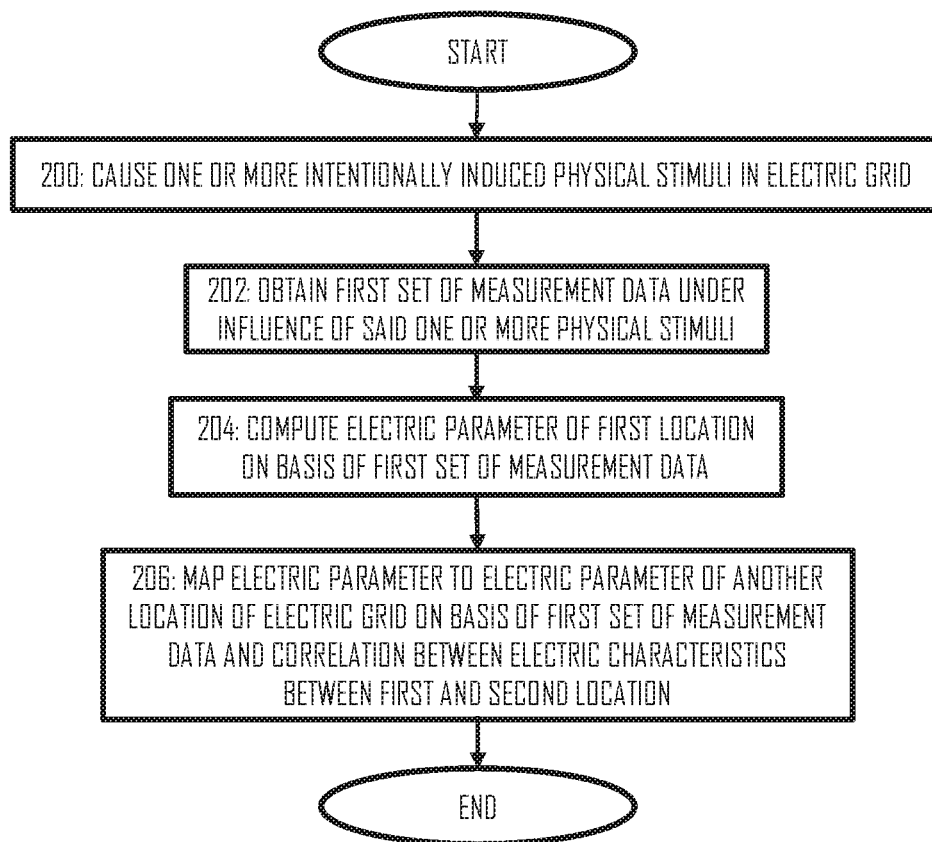 START
200: CAUSE ONE OR MORE INTENTIONALLY INDUCED PHYSICAL STIMULI IN ELECTRIC GRID
202: OBTAIN FIRST SET OF MEASUREMENT DATA UNDER
INFLUENCE OF SAID ONE OR MORE PHYSICAL STIMULI
204: COMPUTE ELECTRIC PARAMETER OF FIRST LOCATION
ON BASIS OF FIRST SET OF MEASUREMENT DATA
206: MAP ELECTRIC PARAMETER TO ELECTRIC PARAMETER OF ANOTHER
LOCATION OF ELECTRIC GRID ON BASIS OF FIRST SET OF MEASUREMENT
DATA AND CORRELATION BETWEEN ELECTRIC CHARACTERISTICS
BETWEEN FIRST AND SECOND LOCATION
END